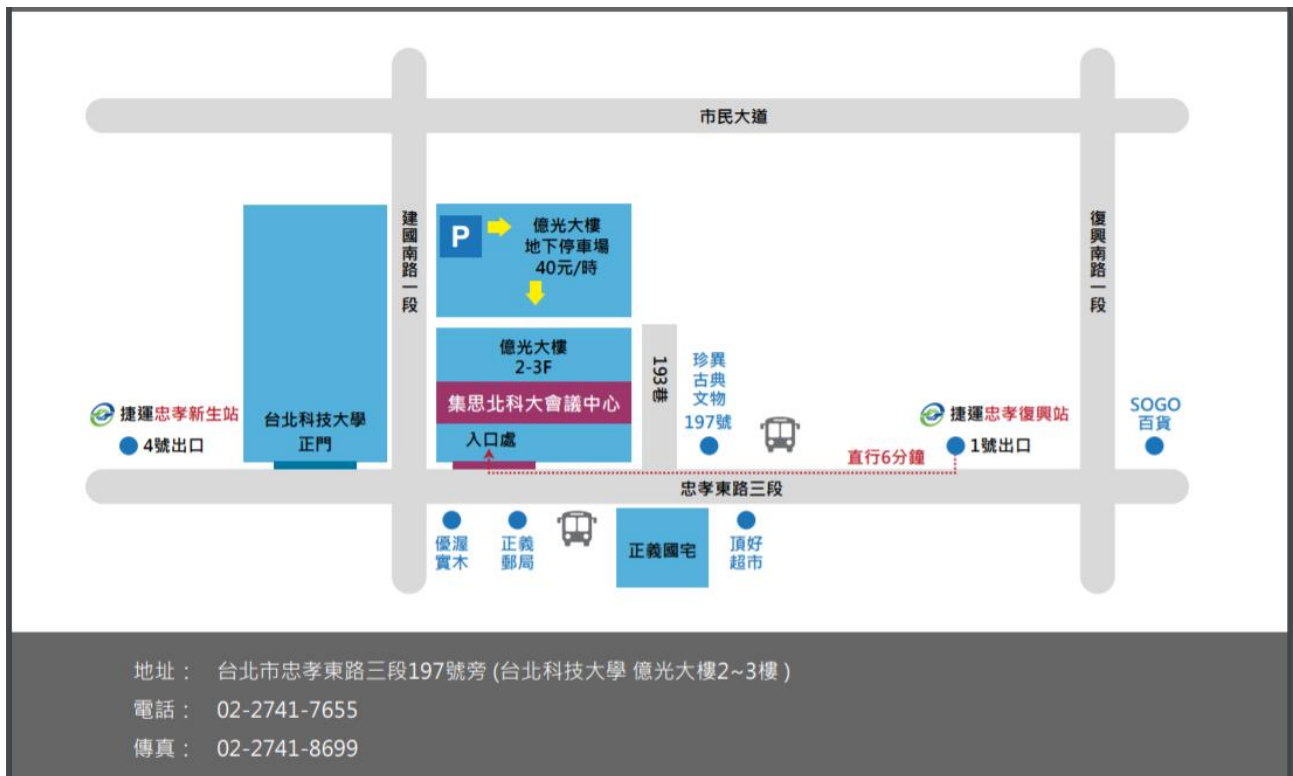 市民大道
建國南路一段
復興南路一段
P
億光大樓
地下停車場
40元/時
億光大樓
2-3F
集思北科大會議中心
入口處
193巷
珍異
古典
文物
197號
捷運忠孝新生站
4號出口
台北科技大學
正門
捷運忠孝復興站
1號出口
SOGO
百貨
直行6分鐘
忠孝東路三段
優渥
實木
正義
郵局
正義國宅
頂好
超市
地址： 台北市忠孝東路三段197號旁 (台北科技大學 億光大樓2~3樓 )
電話： 02-2741-7655
傳真： 02-2741-8699